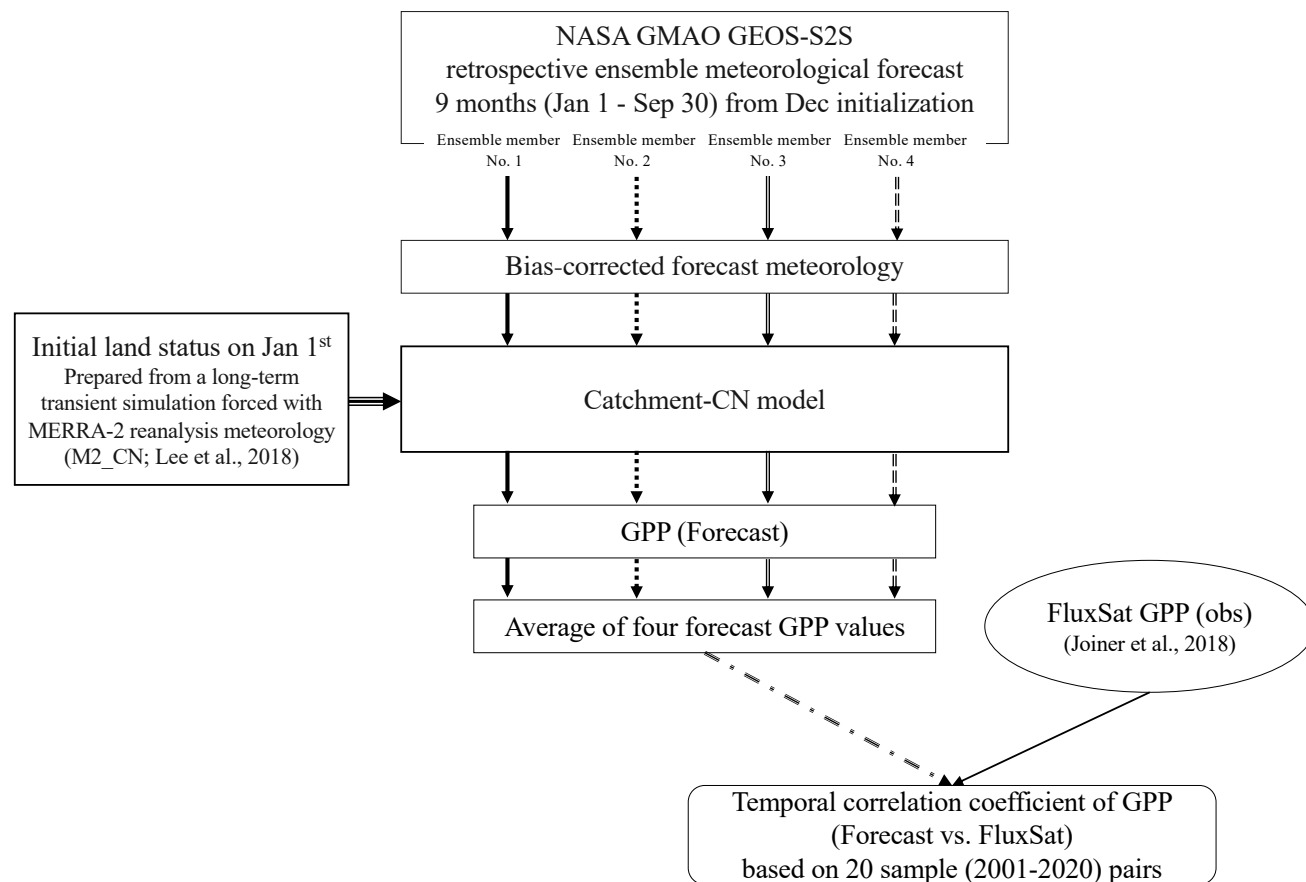 NASA GMAO GEOS-S2S
retrospective ensemble meteorological forecast
9 months (Jan 1 - Sep 30) from Dec initialization
Ensemble member
No. 1
Ensemble member
No. 2
Ensemble member
No. 3
Ensemble member
No. 4
Bias-corrected forecast meteorology
Initial land status on Jan 1st
Prepared from a long-term
transient simulation forced with
MERRA-2 reanalysis meteorology
(M2_CN; Lee et al., 2018)
Catchment-CN model
GPP (Forecast)
Average of four forecast GPP values
FluxSat GPP (obs)
(Joiner et al., 2018)
Temporal correlation coefficient of GPP
(Forecast vs. FluxSat)
based on 20 sample (2001-2020) pairs